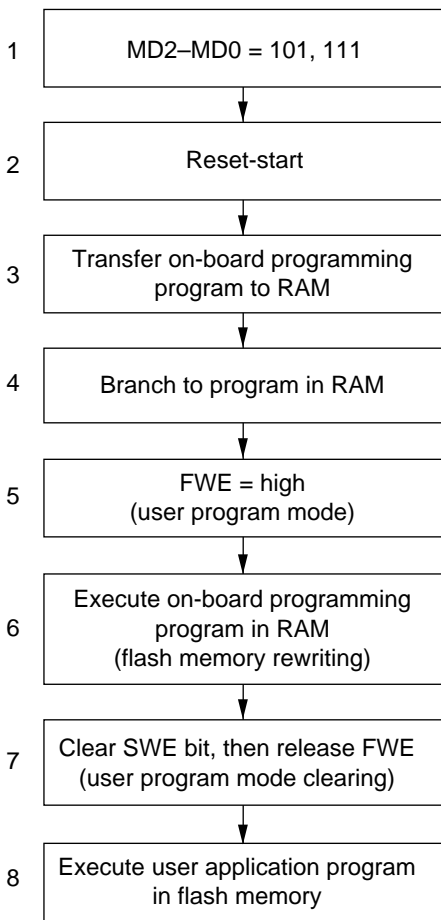 1
MD2–MD0 = 101, 111
2
Reset-start
3
Transfer on-board programming
program to RAM
4
Branch to program in RAM
5
FWE = high
(user program mode)
6
Execute on-board programming
program in RAM
(flash memory rewriting)
7
Clear SWE bit, then release FWE
(user program mode clearing)
8
Execute user application program
in flash memory